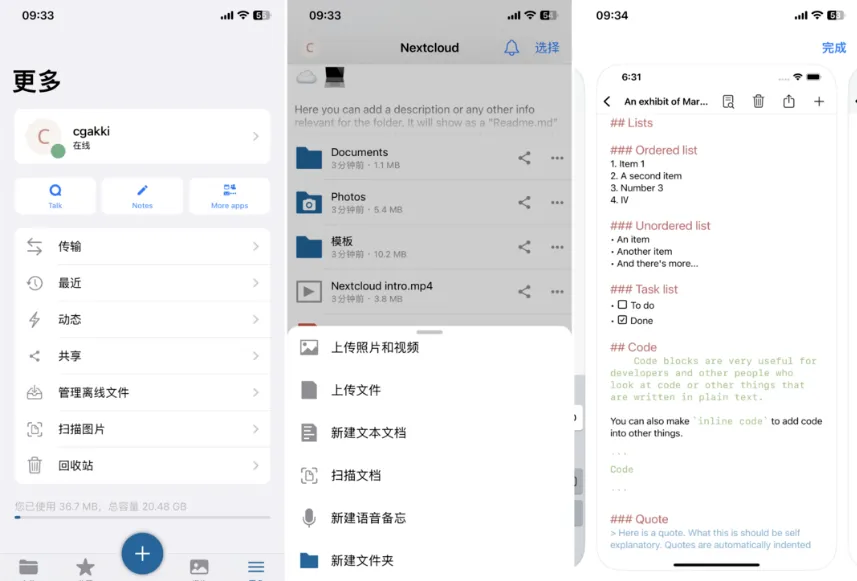 09:33
更多
C
cgakki
在线
Talk
Notes
More apps
传输
最近
动态
共享
管理离线文件
扫描图片
回收站
您已使用 36.7 MB，总容量 20.48 GB
09:33
C
Nextcloud
选择
Here you can add a description or any other info
relevant for the folder. It will show as "Readme.md"
Documents
3分钟前 · 1.1 MB
Photos
3分钟前 · 5.4 MB
模板
3分钟前 · 10.2 MB
Nextcloud intro.mp4
3分钟前 · 3.8 MB
上传照片和视频
上传文件
新建文本文档
扫描文档
新建语音备忘
新建文件夹
09:34
完成
6:31
An exhibit of Mar...
## Lists
### Ordered list
1. Item 1
2. A second item
3. Number 3
4. IV
### Unordered list
• An item
• Another item
• And there's more...
### Task list
• ☐ To do
• ☑ Done
## Code
Code blocks are very useful for
developers and other people who
look at code or other things that
are written in plain text.
You can also make `inline code` to add code
into other things.
```
Code
```
### Quote
> Here is a quote. What this is should be self
explanatory. Quotes are automatically indented